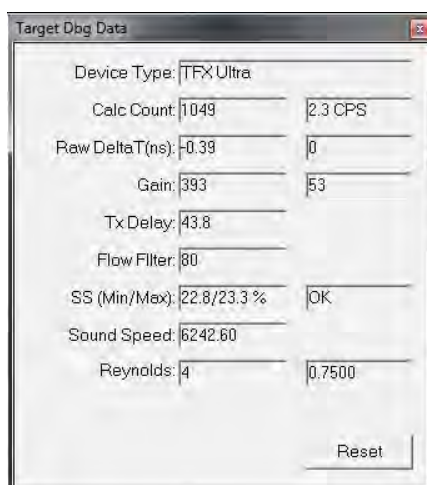 Target Dbg Data
Device Type: TFX Ultra
Calc Count: 1049 2.3 CPS
Raw DeltaT(ns): -0.39 0
Gain: 393 53
Tx Delay: 43.8
Flow Filter: 80
SS (Min/Max): 22.8/23.3 % OK
Sound Speed: 6242.60
Reynolds: 4 0.7500
Reset